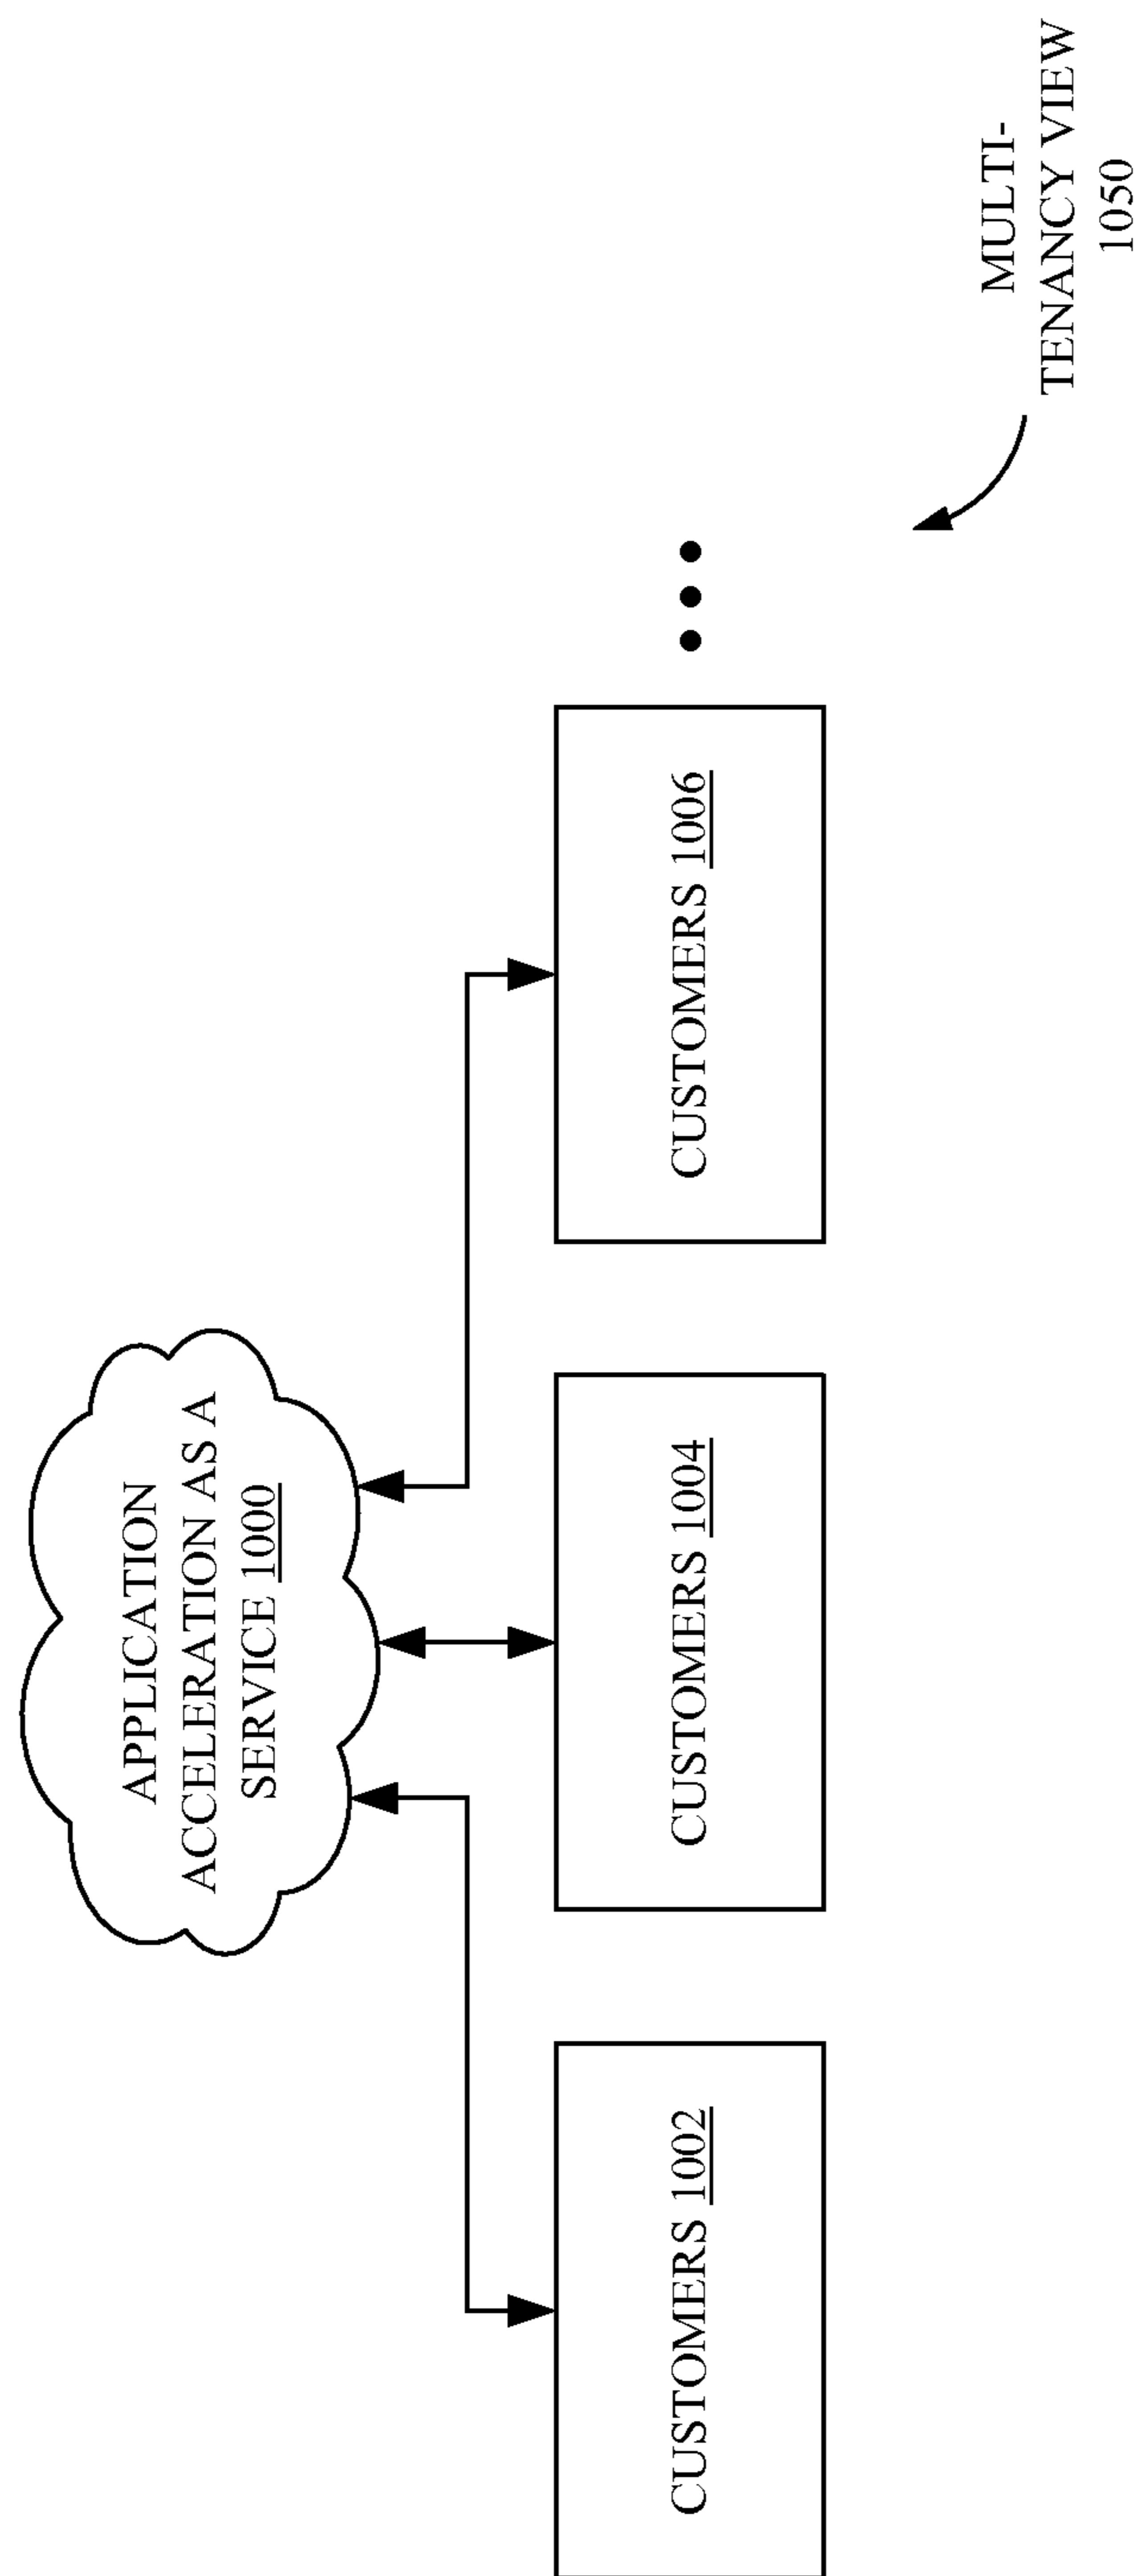 APPLICATION
ACCELERATION AS A
SERVICE 1000
CUSTOMERS 1002
CUSTOMERS 1004
CUSTOMERS 1006
MULTI-
TENANCY VIEW
1050